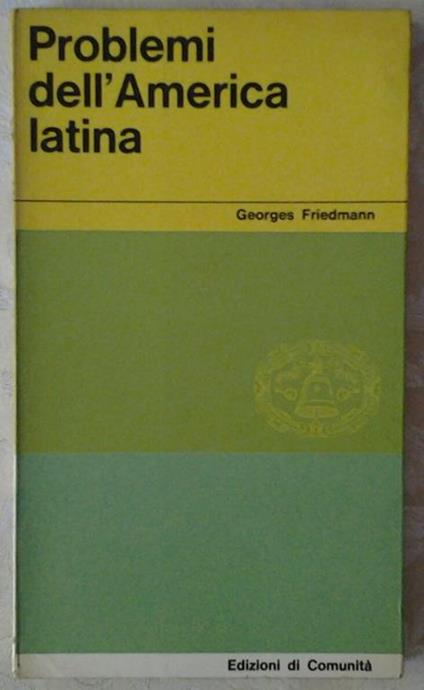 Problemi
dell'America
latina
Georges Friedmann
Edizioni di Comunità